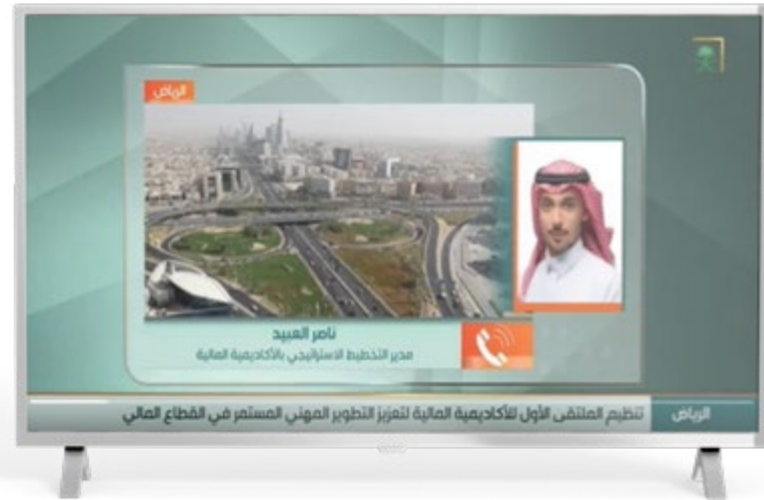 الرياض
ناصر العبيد
مدير التخطيط الاستراتيجي بالأكاديمية المالية
الرياض
تنظيم الملتقى الأول للأكاديمية المالية لتعزيز التطوير المهني المستمر في القطاع المالي